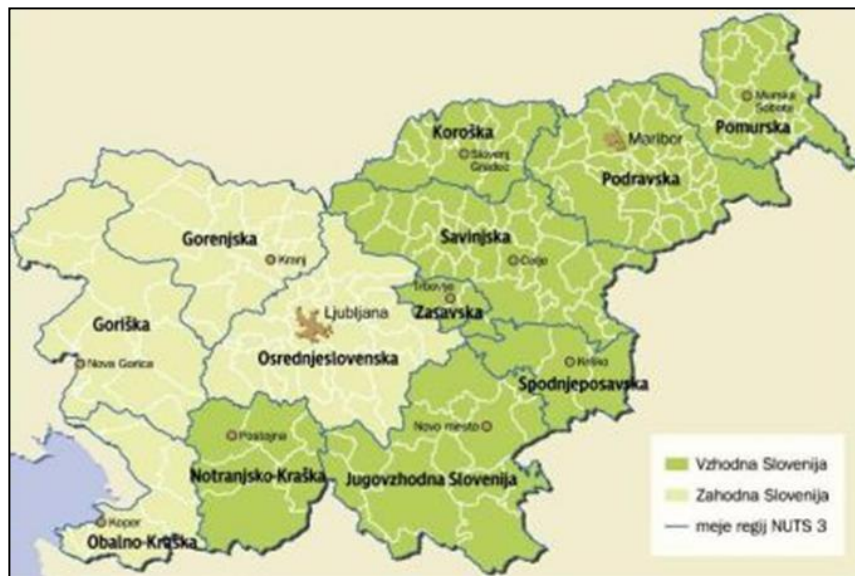 Murska
Sobota
Pomurska
Koroška
Slovenj
Gradec
Maribor
Podravska
Gorenjska
Kranj
Savinjska
Celje
Trbovlje
Zasavska
Ljubljana
Osrednjeslovenska
Goriška
Nova Gorica
Krško
Spodnjeposavska
Postojna
Notranjsko-Kraška
Novo mesto
Jugovzhodna Slovenija
Koper
Obalno-Kraška
Vzhodna Slovenija
Zahodna Slovenija
meje regij NUTS 3